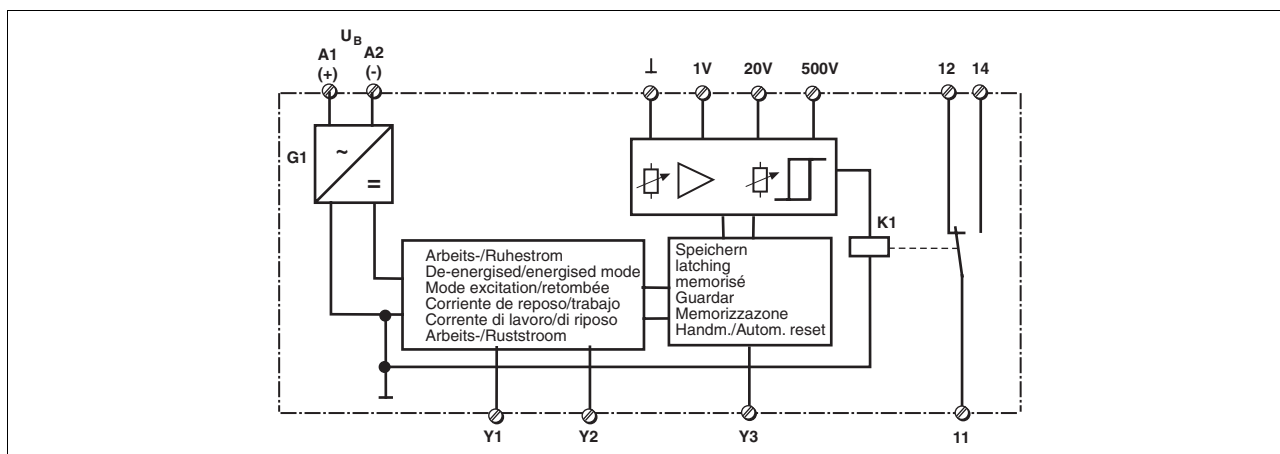 U_B
A1 A2 ⊥ 1V 20V 500V 12 14
(+) (-)
G1
~
=
K1
Arbeits-/Ruhestrom
De-energised/energised mode
Mode excitation/retombée
Corriente de reposo/trabajo
Corrente di lavoro/di riposo
Arbeits-/Ruststroom
Speichern
latching
memorisé
Guardar
Memorizzazone
Handm./Autom. reset
Y1 Y2 Y3 11